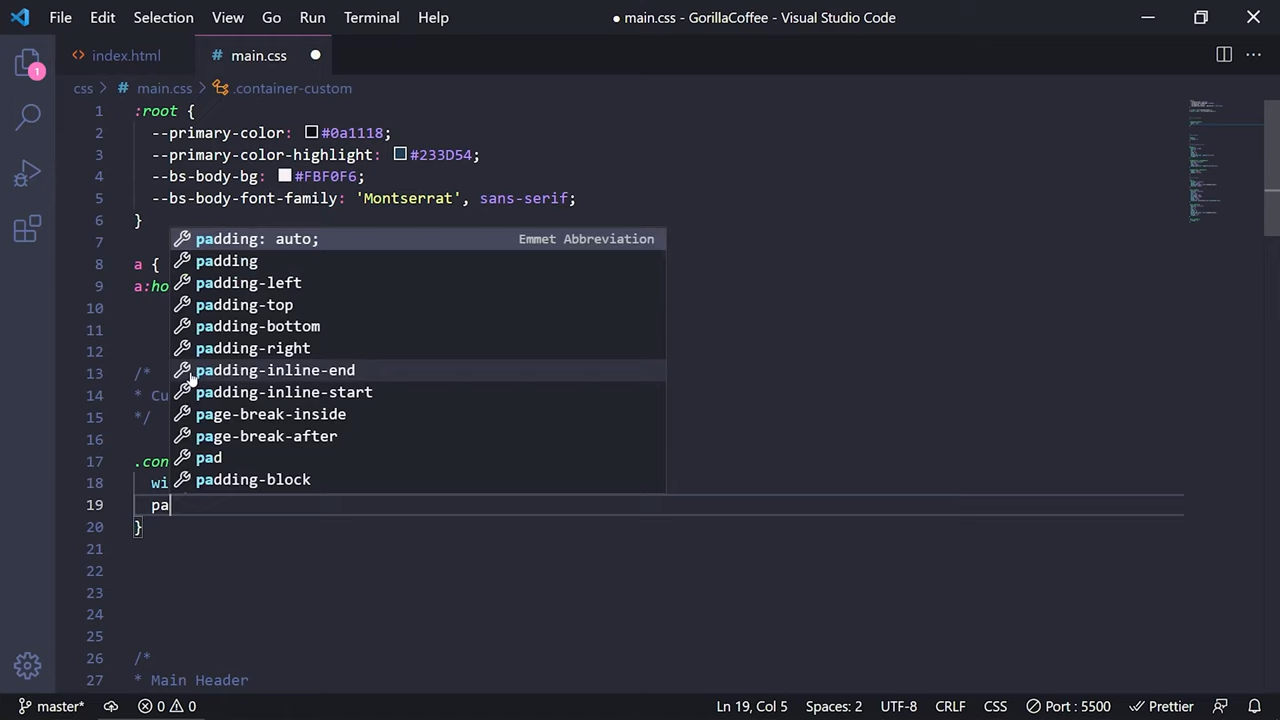 File Edit Selection View Go Run Terminal Help ● main.css - GorillaCoffee - Visual Studio Code
index.html # main.css
1
css > # main.css > .container-custom
1 :root {
2 --primary-color: #0a1118;
3 --primary-color-highlight: #233D54;
4 --bs-body-bg: #FBF0F6;
5 --bs-body-font-family: 'Montserrat', sans-serif;
6 }
7 padding: auto; Emmet Abbreviation
padding
8 a {
padding-left
9 a:ho
padding-top
10
padding-bottom
11
padding-right
12
padding-inline-end
13 /*
padding-inline-start
14 * Cu
page-break-inside
15 */
page-break-after
16
pad
17 .con
padding-block
18 wi
19 pa
20 }
21
22
23
24
25
26 /*
27 * Main Header
master* 0 0 Ln 19, Col 5 Spaces: 2 UTF-8 CRLF CSS Port : 5500 Prettier